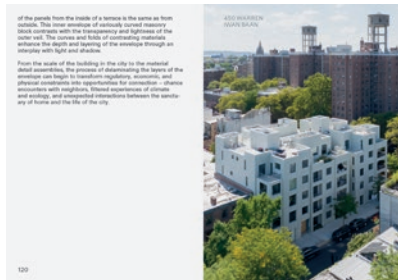 of the panels from the inside of a terrace is the same as from
outside. This inner envelope of variously curved masonry
block contrasts with the transparency and lightness of the
outer veil. The curves and folds of contrasting materials
enhance the depth and layering of the envelope through an
interplay with light and shadow.
From the scale of the building in the city to the material
detail assemblies, the process of delaminating the layers of the
envelope can begin to transform regulatory, economic, and
physical constraints into opportunities for connection – chance
encounters with neighbors, filtered experiences of climate
and ecology, and unexpected interactions between the sanctu-
ary of home and the life of the city.
120
450 WARREN
IWAN BAAN